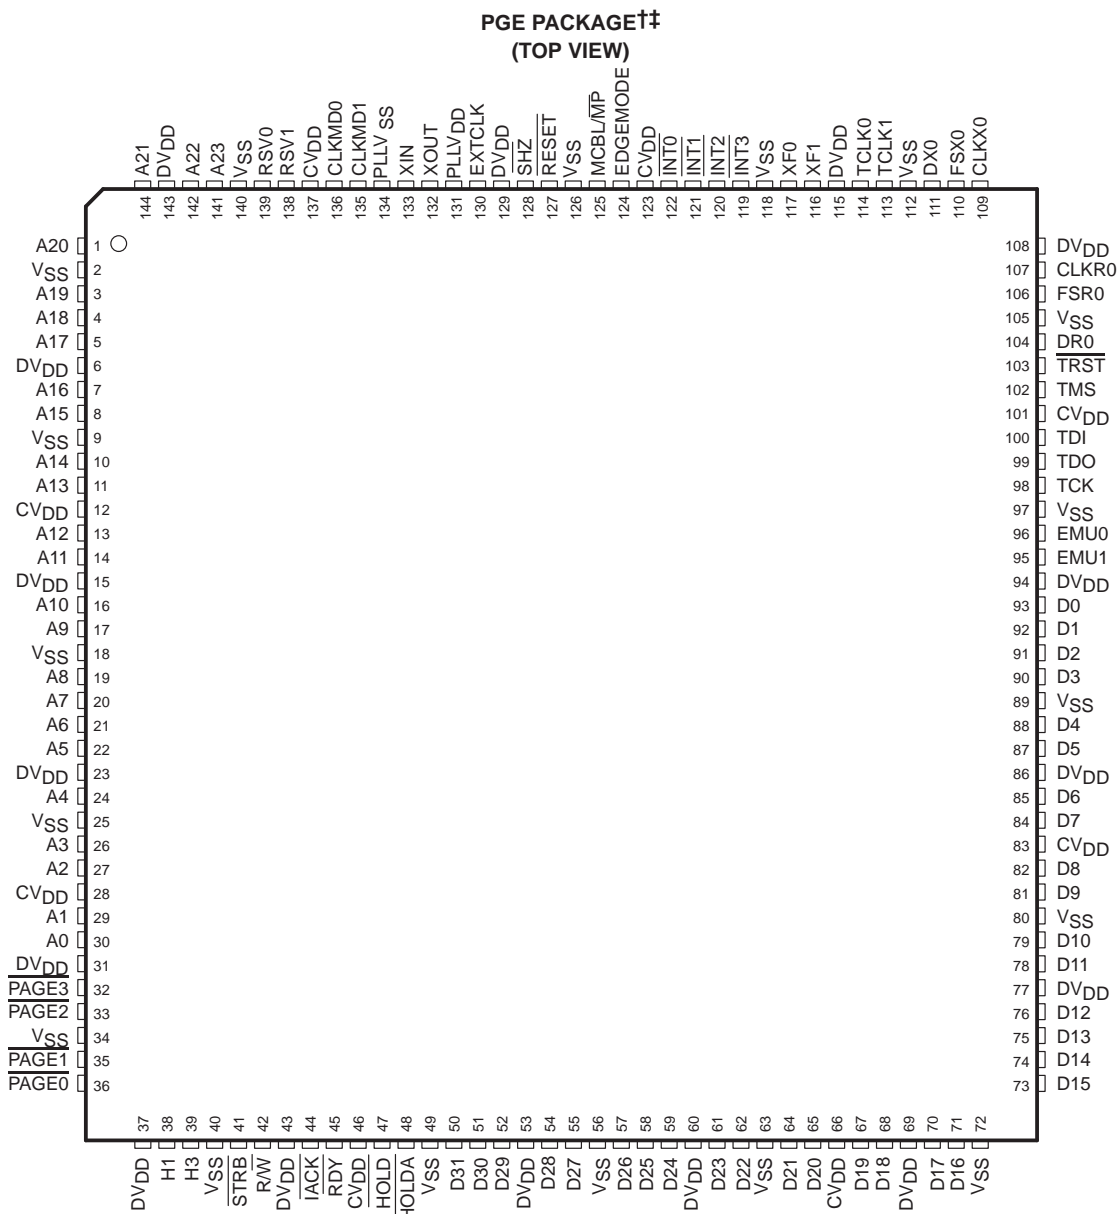 PGE PACKAGE†‡
(TOP VIEW)
A21
DVDD
A22
A23
VSS
RSV0
RSV1
CVDD
CLKMD0
CLKMD1
PLLVSS
XIN
XOUT
PLLVDD
EXTCLK
DVDD
SHZ
RESET
VSS
MCBL/MP
EDGEMODE
CVDD
INT0
INT1
INT2
INT3
VSS
XF0
XF1
DVDD
TCLK0
TCLK1
VSS
DX0
FSX0
CLKX0
144
143
142
141
140
139
138
137
136
135
134
133
132
131
130
129
128
127
126
125
124
123
122
121
120
119
118
117
116
115
114
113
112
111
110
109
A20 1
VSS 2
A19 3
A18 4
A17 5
DVDD 6
A16 7
A15 8
VSS 9
A14 10
A13 11
CVDD 12
A12 13
A11 14
DVDD 15
A10 16
A9 17
VSS 18
A8 19
A7 20
A6 21
A5 22
DVDD 23
A4 24
VSS 25
A3 26
A2 27
CVDD 28
A1 29
A0 30
DVDD 31
PAGE3 32
PAGE2 33
VSS 34
PAGE1 35
PAGE0 36
108 DVDD
107 CLKR0
106 FSR0
105 VSS
104 DR0
103 TRST
102 TMS
101 CVDD
100 TDI
99 TDO
98 TCK
97 VSS
96 EMU0
95 EMU1
94 DVDD
93 D0
92 D1
91 D2
90 D3
89 VSS
88 D4
87 D5
86 DVDD
85 D6
84 D7
83 CVDD
82 D8
81 D9
80 VSS
79 D10
78 D11
77 DVDD
76 D12
75 D13
74 D14
73 D15
37
38
39
40
41
42
43
44
45
46
47
48
49
50
51
52
53
54
55
56
57
58
59
60
61
62
63
64
65
66
67
68
69
70
71
72
DVDD
H1
H3
VSS
STRB
R/W
DVDD
IACK
RDY
CVDD
HOLD
HOLDA
VSS
D31
D30
D29
DVDD
D28
D27
VSS
D26
D25
D24
DVDD
D23
D22
VSS
D21
D20
CVDD
D19
D18
DVDD
D17
D16
VSS